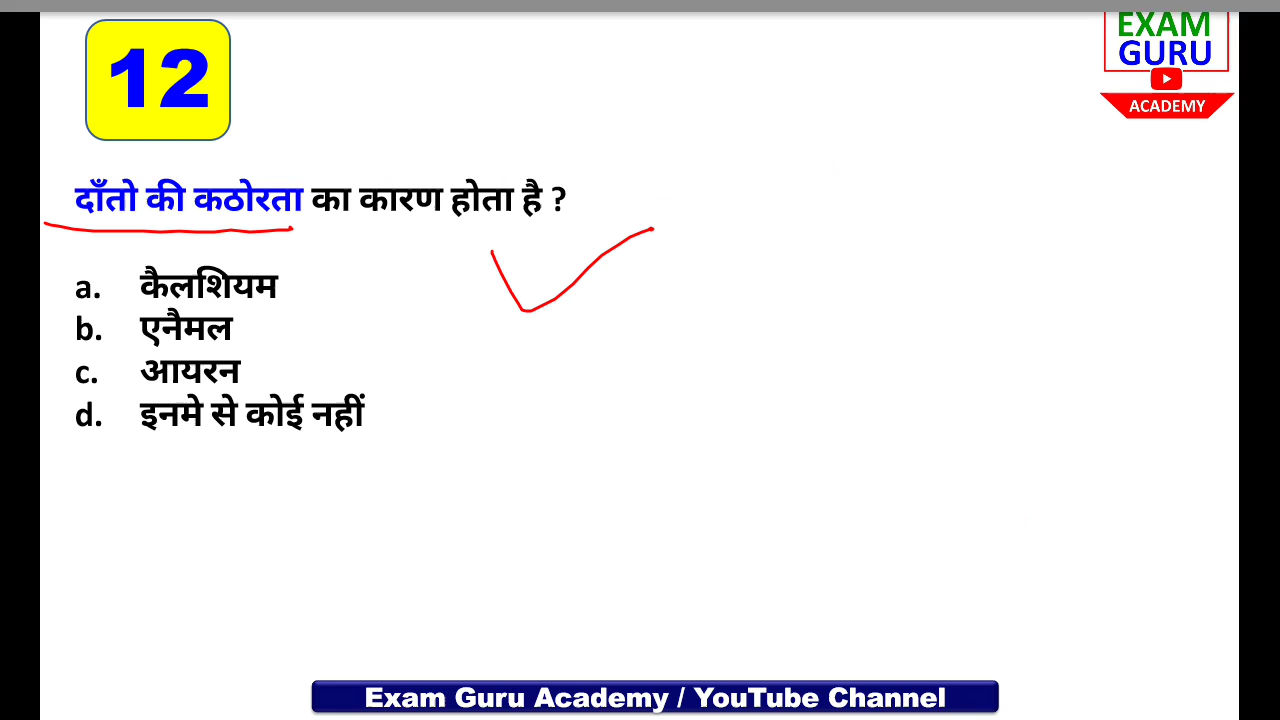 12
EXAM
GURU
ACADEMY
दाँतो की कठोरता का कारण होता है ?
a. कैलशियम
b. एनैमल
c. आयरन
d. इनमे से कोई नहीं
Exam Guru Academy / YouTube Channel